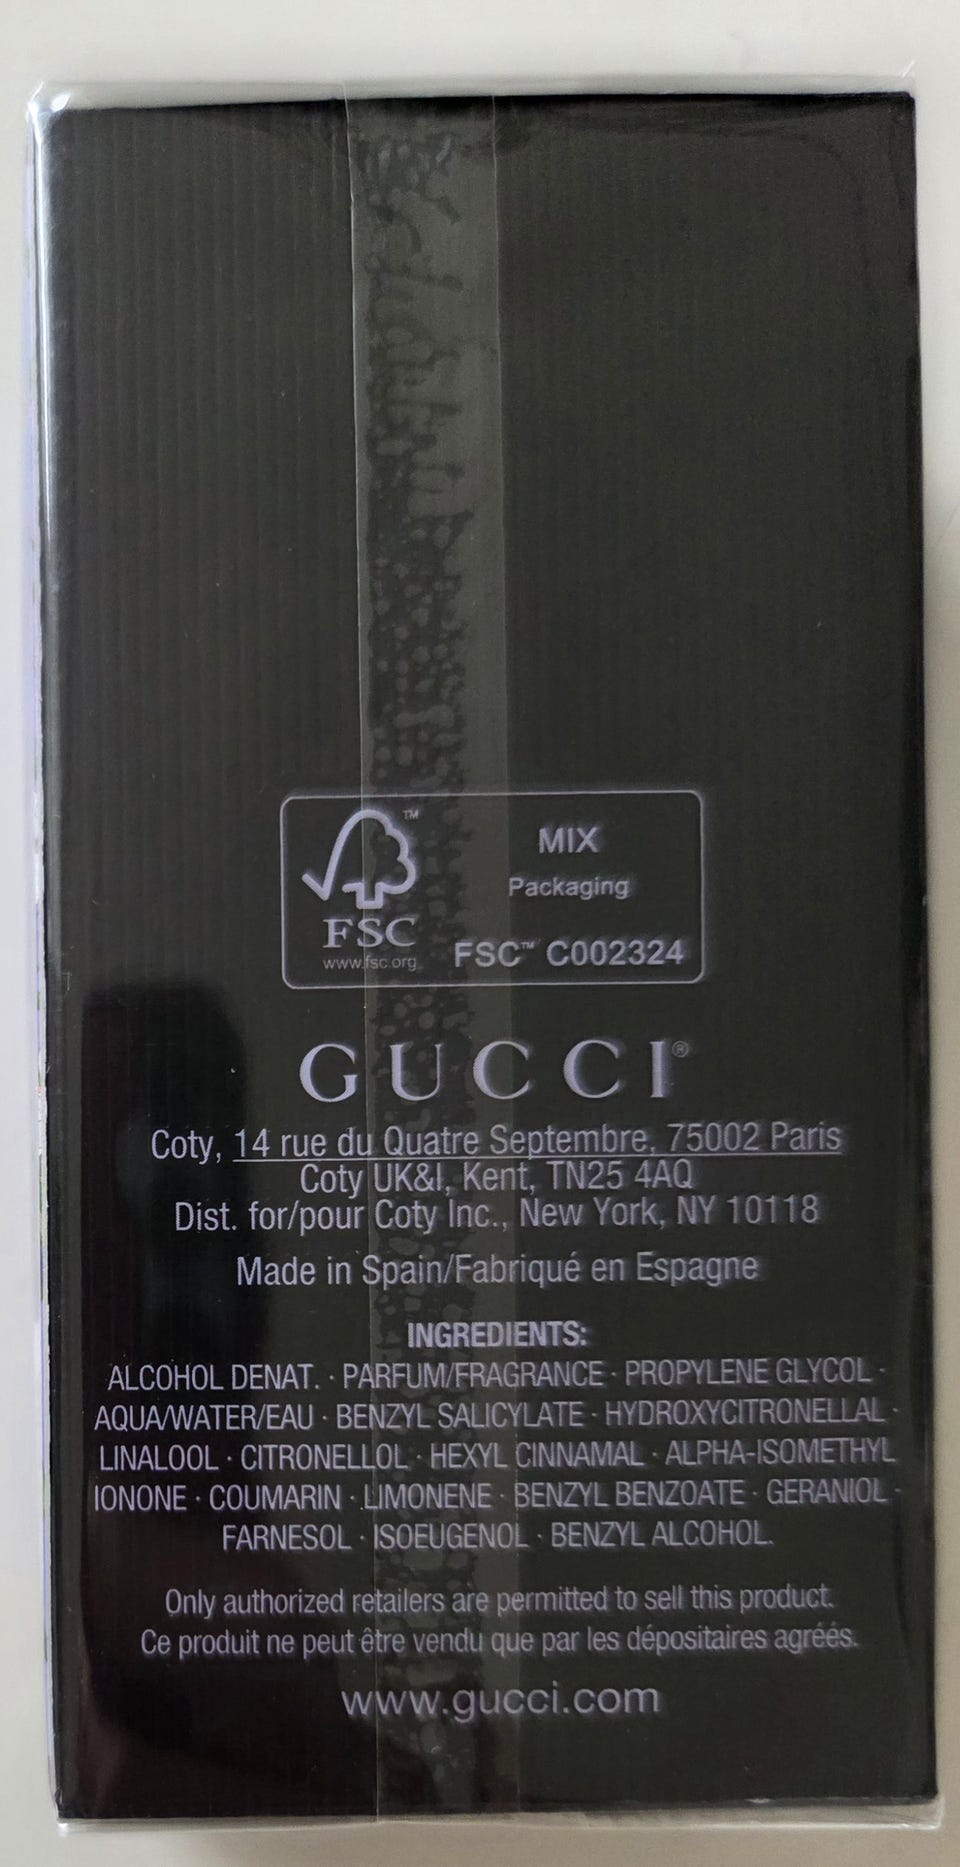 ™
FSC
www.fsc.org
MIX
Packaging
FSC™ C002324
GUCCI®
Coty, 14 rue du Quatre Septembre, 75002 Paris
Coty UK&I, Kent, TN25 4AQ
Dist. for/pour Coty Inc., New York, NY 10118
Made in Spain/Fabriqué en Espagne
INGREDIENTS:
ALCOHOL DENAT. · PARFUM/FRAGRANCE · PROPYLENE GLYCOL ·
AQUA/WATER/EAU · BENZYL SALICYLATE · HYDROXYCITRONELLAL ·
LINALOOL · CITRONELLOL · HEXYL CINNAMAL · ALPHA-ISOMETHYL
IONONE · COUMARIN · LIMONENE · BENZYL BENZOATE · GERANIOL ·
FARNESOL · ISOEUGENOL · BENZYL ALCOHOL.
Only authorized retailers are permitted to sell this product.
Ce produit ne peut être vendu que par les dépositaires agréés.
www.gucci.com